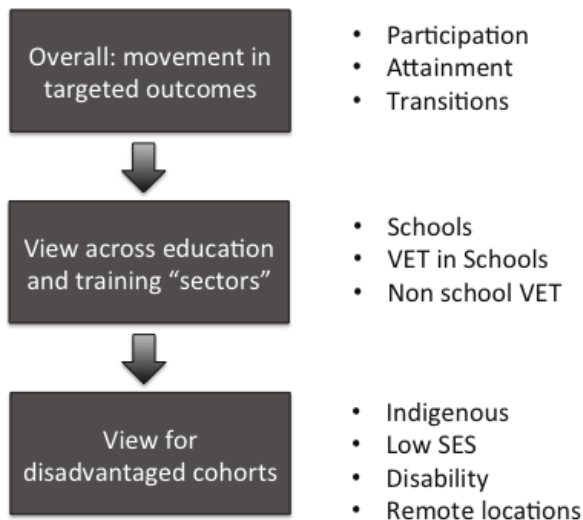 Overall: movement in
targeted outcomes
• Participation
• Attainment
• Transitions
View across education
and training “sectors”
• Schools
• VET in Schools
• Non school VET
View for
disadvantaged cohorts
• Indigenous
• Low SES
• Disability
• Remote locations